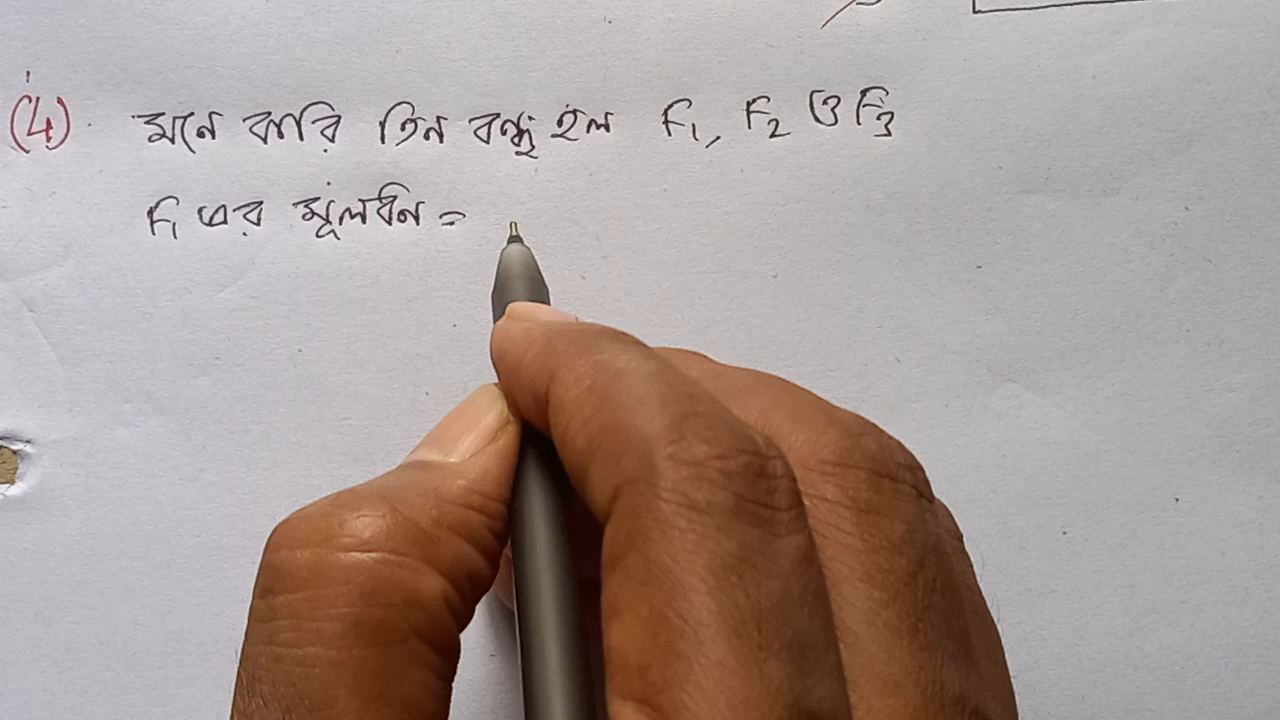 (4) মনে করি তিন বন্ধু হল F₁, F₂ ও F₃
F₁ এর মূলধন =